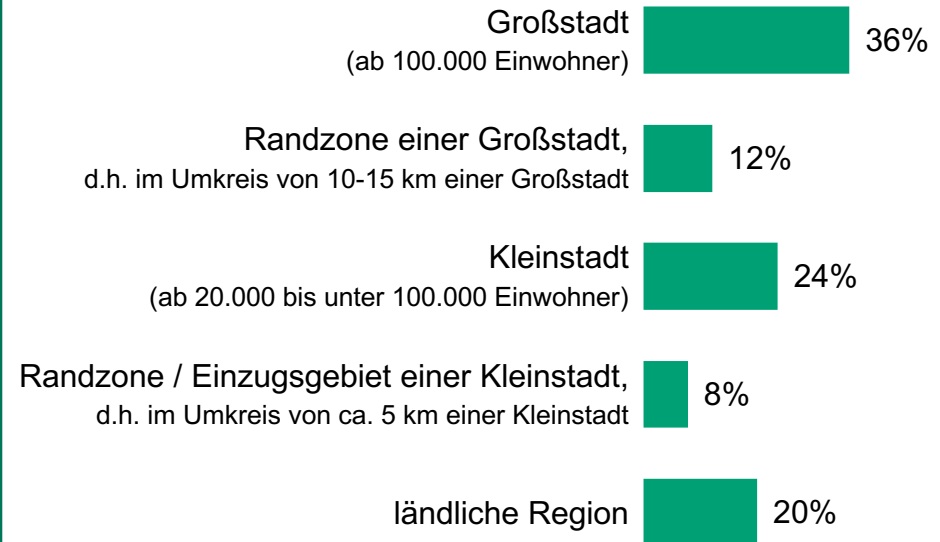 Großstadt
(ab 100.000 Einwohner)
36%
Randzone einer Großstadt,
d.h. im Umkreis von 10-15 km einer Großstadt
12%
Kleinstadt
(ab 20.000 bis unter 100.000 Einwohner)
24%
Randzone / Einzugsgebiet einer Kleinstadt,
d.h. im Umkreis von ca. 5 km einer Kleinstadt
8%
ländliche Region
20%